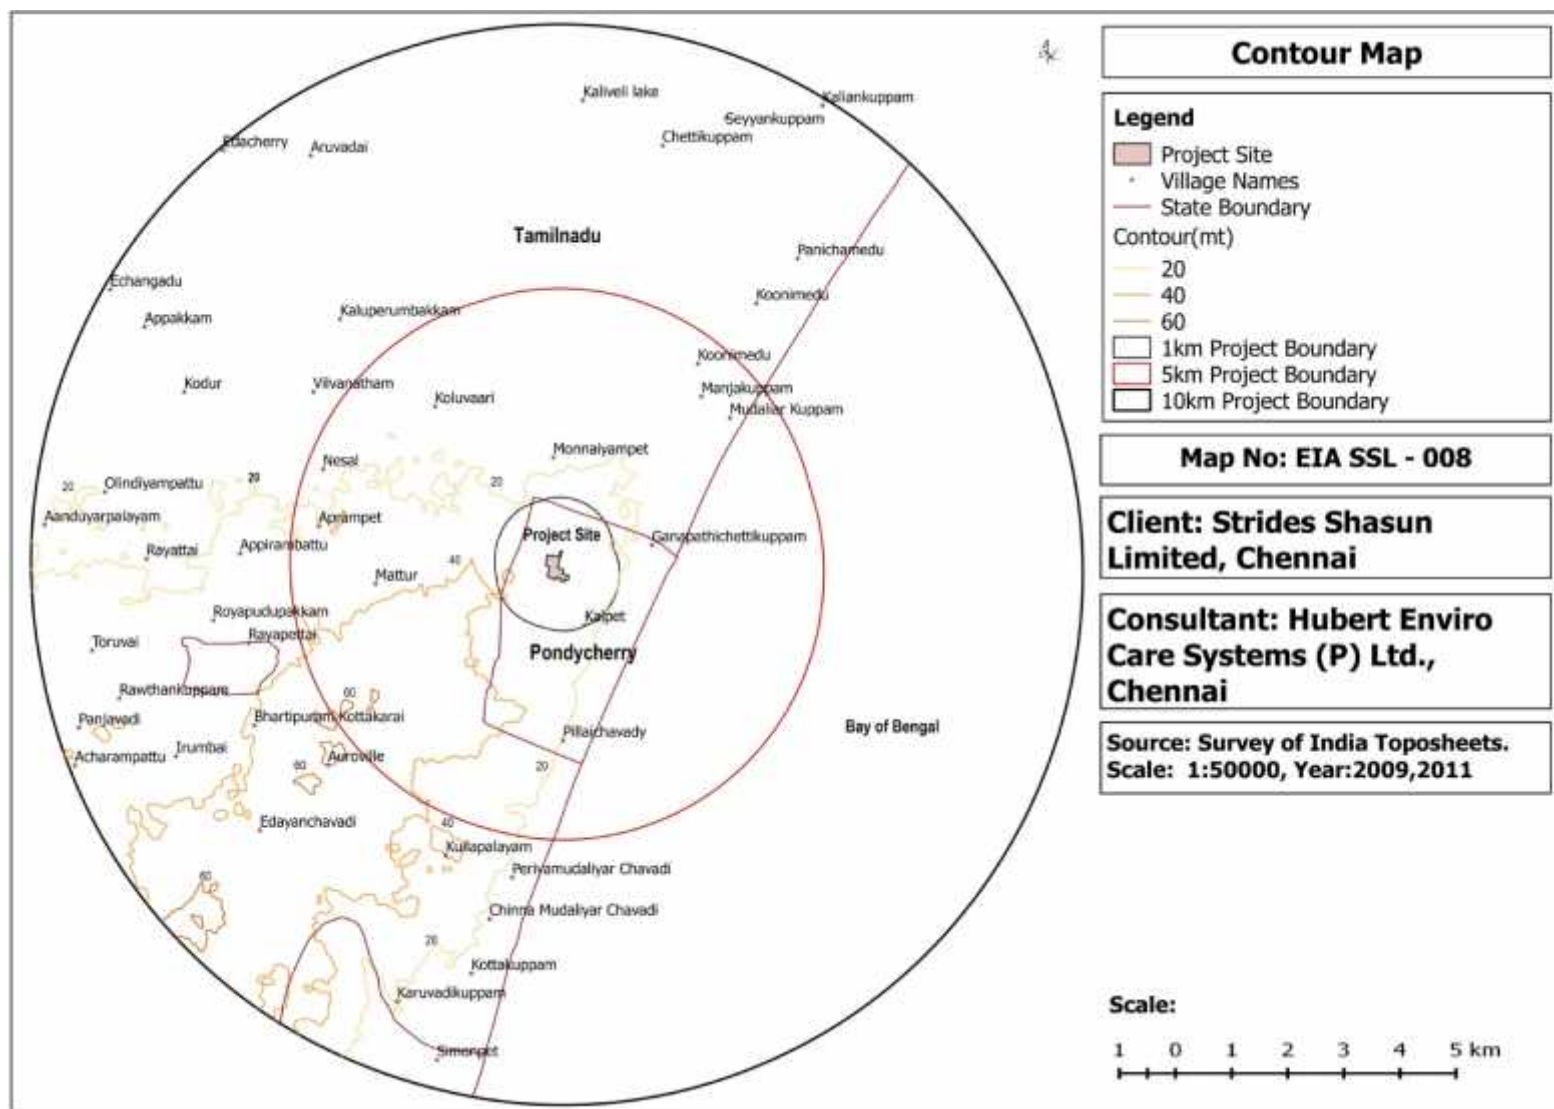 Contour Map
Legend
Project Site
Village Names
State Boundary
Contour(mt)
20
40
60
1km Project Boundary
5km Project Boundary
10km Project Boundary
Map No: EIA SSL - 008
Client: Strides Shasun
Limited, Chennai
Consultant: Hubert Enviro
Care Systems (P) Ltd.,
Chennai
Source: Survey of India Toposheets.
Scale: 1:50000, Year:2009,2011
Scale:
1 0 1 2 3 4 5 km
Kaliveli lake
Kaliankuppam
Seyyankuppam
Chettikuppam
Edacherry
Aruvadai
Tamilnadu
Panichamedu
Echangadu
Koonimedu
Appakkam
Kaluperumbakkam
Koonimedu
Kodur
Vilvanatham
Koluvaari
Manjakuppam
Mudaliar Kuppam
Monnaiyampet
Nesal
20
Olindiyampattu
20
20
Aanduyarpalayam
Aprampet
Project Site
Ganapathichettikuppam
Rayattai
Appirambattu
40
Mattur
Royapudupakkam
Kalpet
Rayapettai
Toruvai
Pondycherry
Rawthankuppam
60
Panjavadi
Bhartipuram Kottakarai
Bay of Bengal
Pillaichavady
Irumbai
Acharampattu
Auroville
60
20
Edayanchavadi
40
Kuilapalayam
Periyamudaliyar Chavadi
60
Chinna Mudaliyar Chavadi
20
Kottakuppam
Karuvadikuppam
Simonpet